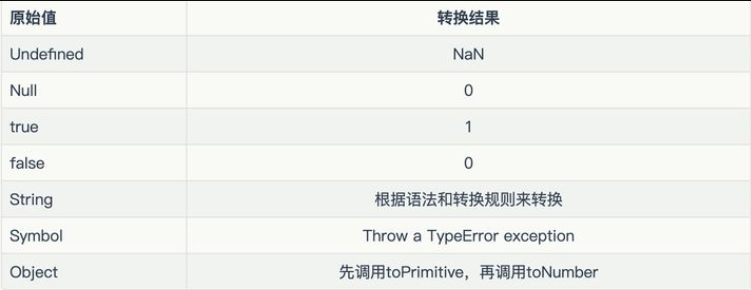 原始值 转换结果
Undefined NaN
Null 0
true 1
false 0
String 根据语法和转换规则来转换
Symbol Throw a TypeError exception
Object 先调用toPrimitive，再调用toNumber